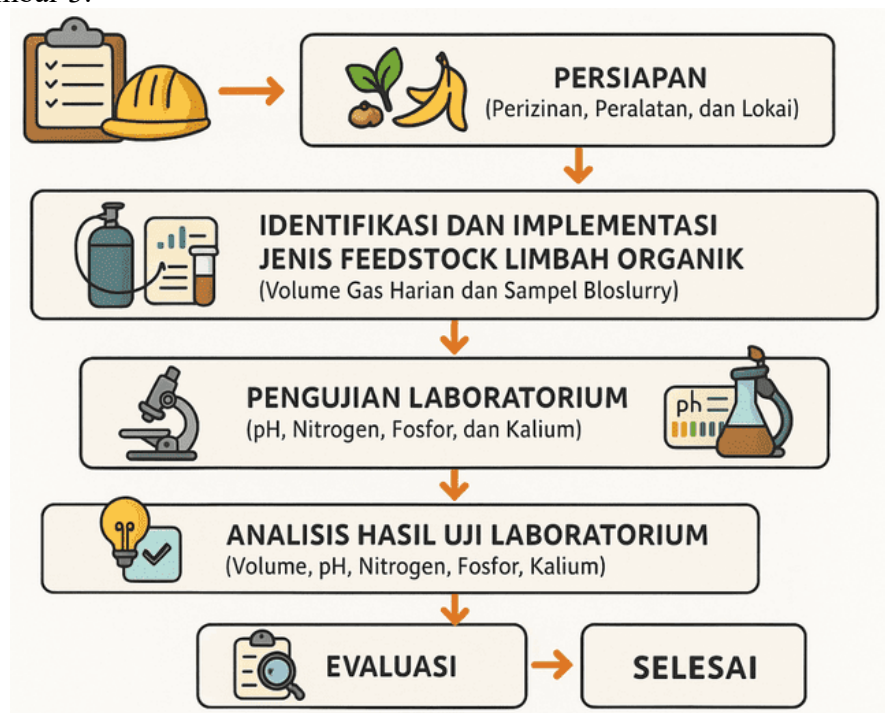 PERSIAPAN
(Perizinan, Peralatan, dan Lokai)
IDENTIFIKASI DAN IMPLEMENTASI
JENIS FEEDSTOCK LIMBAH ORGANIK
(Volume Gas Harian dan Sampel Bloslurry)
PENGUJIAN LABORATORIUM
(pH, Nitrogen, Fosfor, dan Kalium)
ph
ANALISIS HASIL UJI LABORATORIUM
(Volume, pH, Nitrogen, Fosfor, Kalium)
EVALUASI
SELESAI